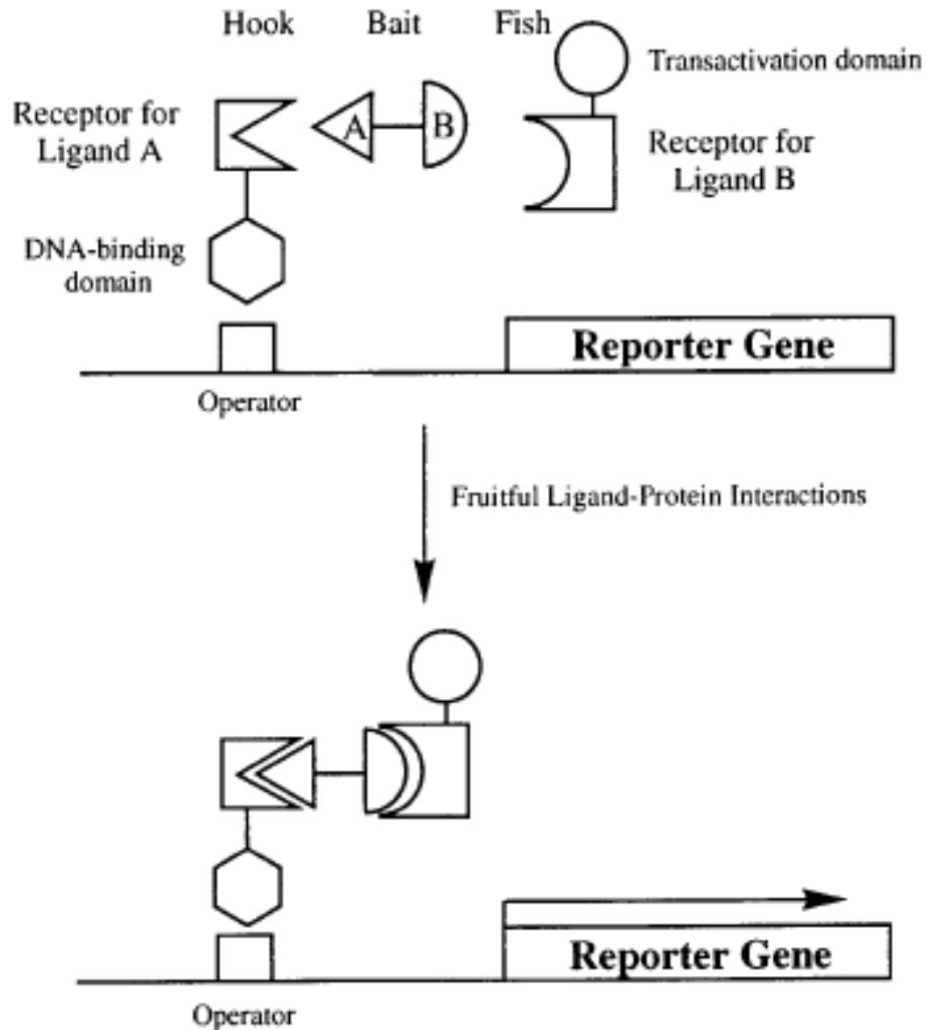 Hook Bait Fish
Transactivation domain
Receptor for
Ligand A
A B
Receptor for
Ligand B
DNA-binding
domain
Reporter Gene
Operator
Fruitful Ligand-Protein Interactions
Reporter Gene
Operator